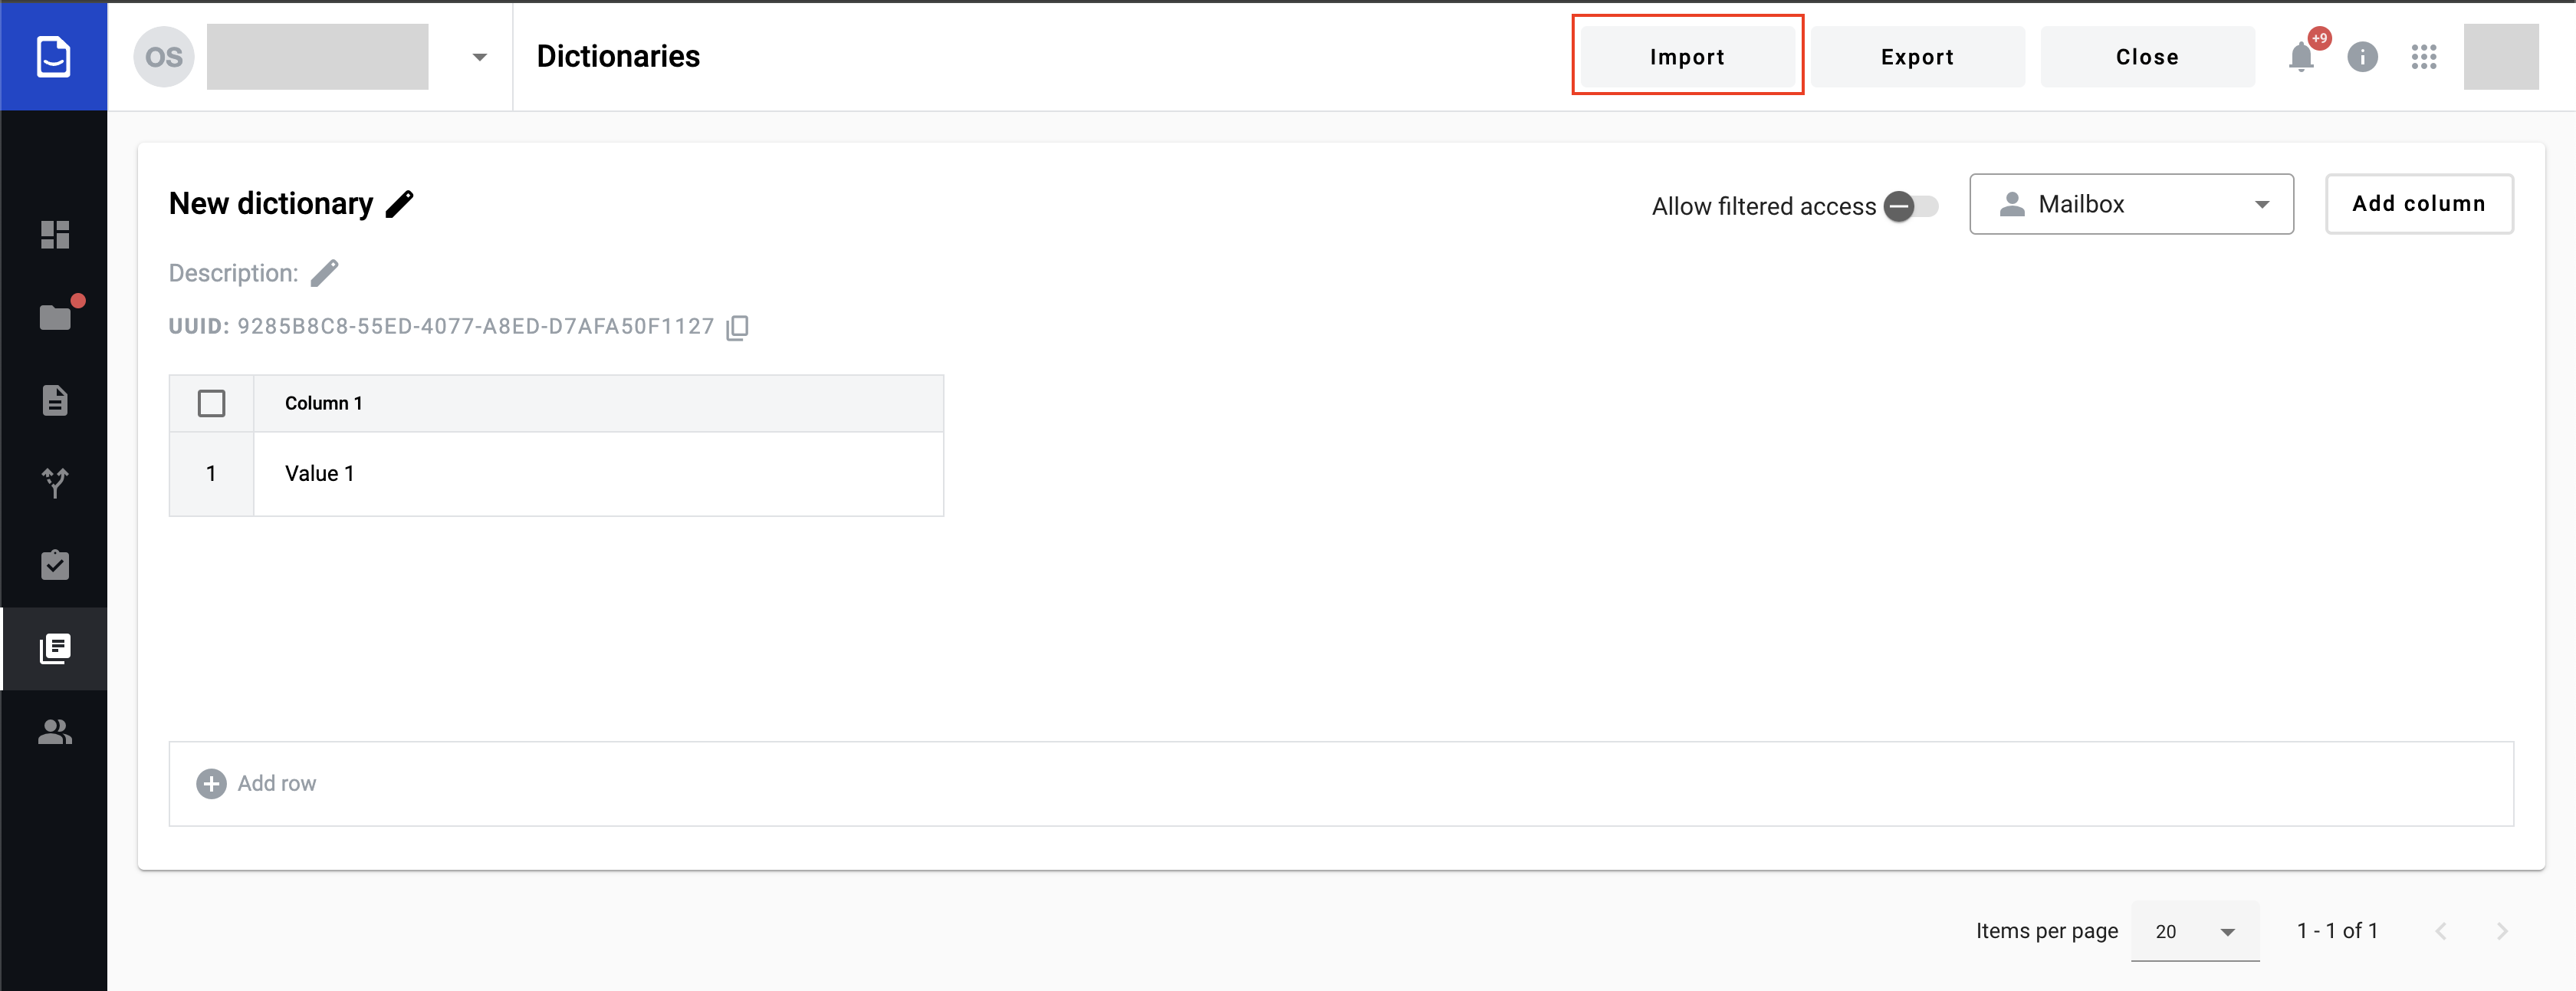 OS
Dictionaries
Import
Export
Close
+9
New dictionary
Allow filtered access
Mailbox
Add column
Description:
UUID: 9285B8C8-55ED-4077-A8ED-D7AFA50F1127
Column 1
1 Value 1
Add row
Items per page 20 1 - 1 of 1